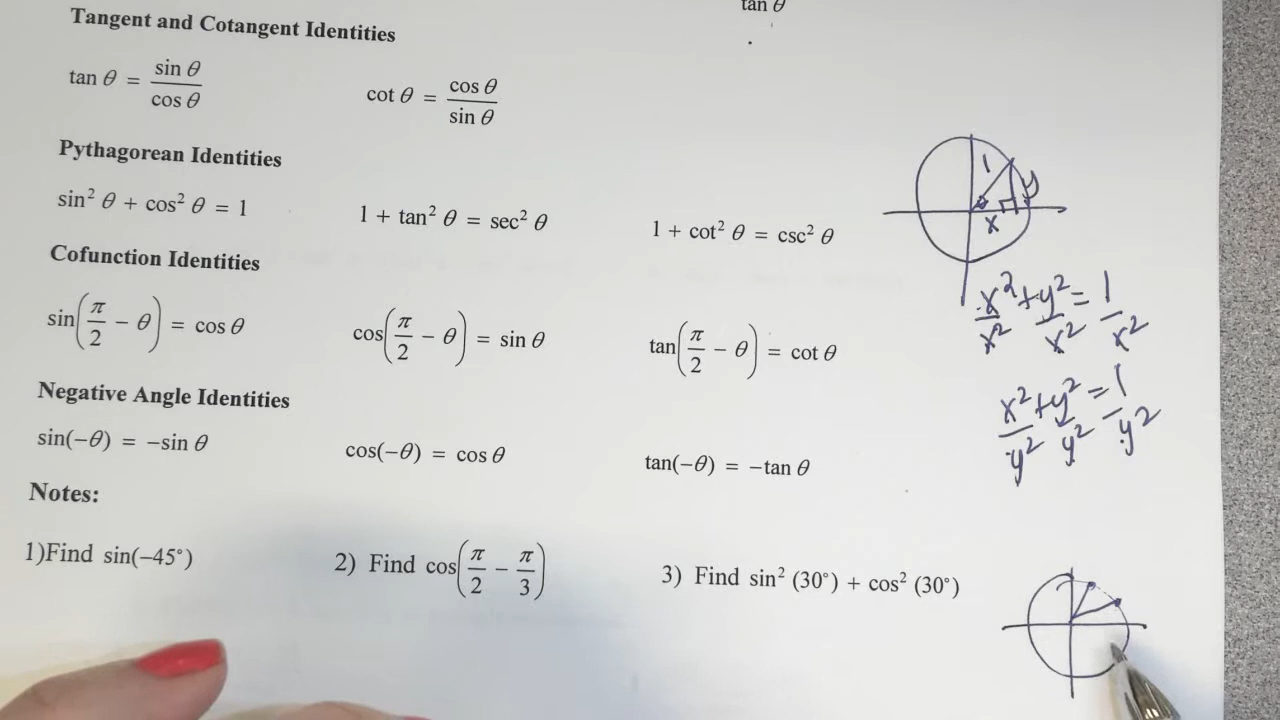 tan θ
Tangent and Cotangent Identities
tan θ = sin θ / cos θ    cot θ = cos θ / sin θ
Pythagorean Identities
sin² θ + cos² θ = 1    1 + tan² θ = sec² θ    1 + cot² θ = csc² θ
Cofunction Identities
sin(π/2 − θ) = cos θ    cos(π/2 − θ) = sin θ    tan(π/2 − θ) = cot θ
Negative Angle Identities
sin(−θ) = −sin θ    cos(−θ) = cos θ    tan(−θ) = −tan θ
Notes:
1)Find sin(−45°)    2) Find cos(π/2 − π/3)    3) Find sin² (30°) + cos² (30°)
1
y
x
x²/x² + y²/x² = 1/x²
x²/y² + y²/y² = 1/y²